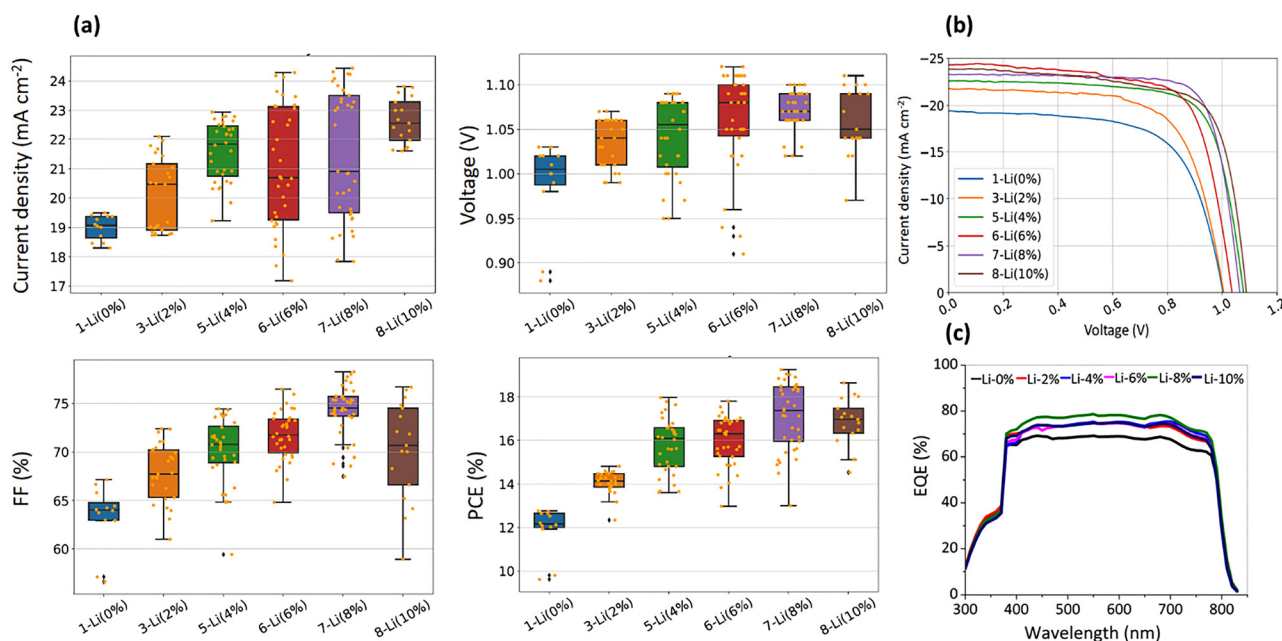 (a)
Current density (mA cm⁻²)
24
23
22
21
20
19
18
17
1-Li(0%) 3-Li(2%) 5-Li(4%) 6-Li(6%) 7-Li(8%) 8-Li(10%)
Voltage (V)
1.10
1.05
1.00
0.95
0.90
1-Li(0%) 3-Li(2%) 5-Li(4%) 6-Li(6%) 7-Li(8%) 8-Li(10%)
(b)
Current density (mA cm⁻²)
−25
−20
−15
−10
−5
0
1-Li(0%)
3-Li(2%)
5-Li(4%)
6-Li(6%)
7-Li(8%)
8-Li(10%)
0.0 0.2 0.4 0.6 0.8 1.0 1.2
Voltage (V)
FF (%)
75
70
65
60
1-Li(0%) 3-Li(2%) 5-Li(4%) 6-Li(6%) 7-Li(8%) 8-Li(10%)
PCE (%)
18
16
14
12
10
1-Li(0%) 3-Li(2%) 5-Li(4%) 6-Li(6%) 7-Li(8%) 8-Li(10%)
(c)
EQE (%)
100
80
60
40
20
0
Li-0% Li-2% Li-4% Li-6% Li-8% Li-10%
300 400 500 600 700 800
Wavelength (nm)